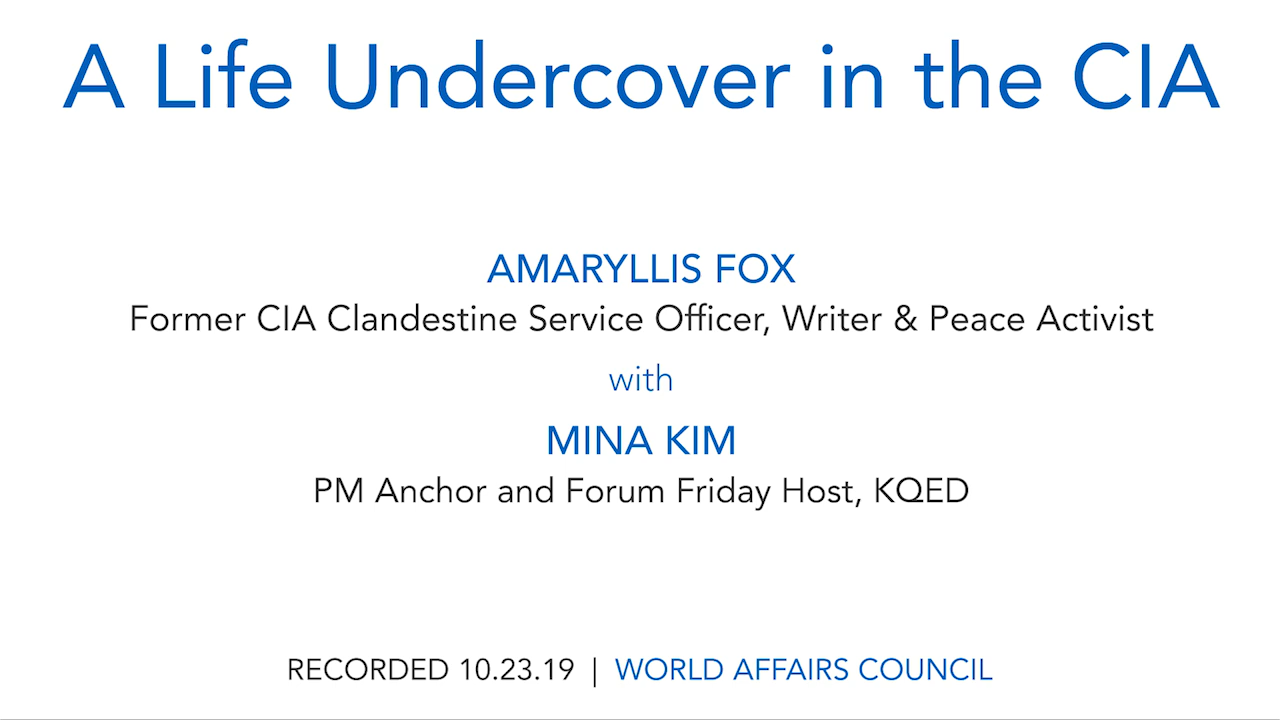 A Life Undercover in the CIA
AMARYLLIS FOX
Former CIA Clandestine Service Officer, Writer & Peace Activist
with
MINA KIM
PM Anchor and Forum Friday Host, KQED
RECORDED 10.23.19 | WORLD AFFAIRS COUNCIL